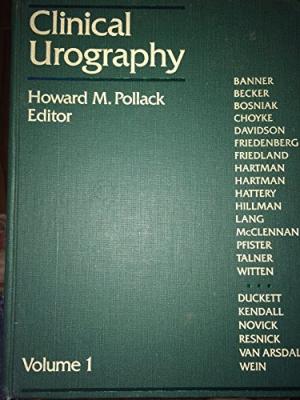 Clinical
Urography
Howard M. Pollack
Editor
BANNER
BECKER
BOSNIAK
CHOYKE
DAVIDSON
FRIEDENBERG
FRIEDLAND
HARTMAN
HARTMAN
HATTERY
HILLMAN
LANG
McCLENNAN
PFISTER
TALNER
WITTEN
DUCKETT
KENDALL
NOVICK
RESNICK
VAN ARSDAL
WEIN
Volume 1